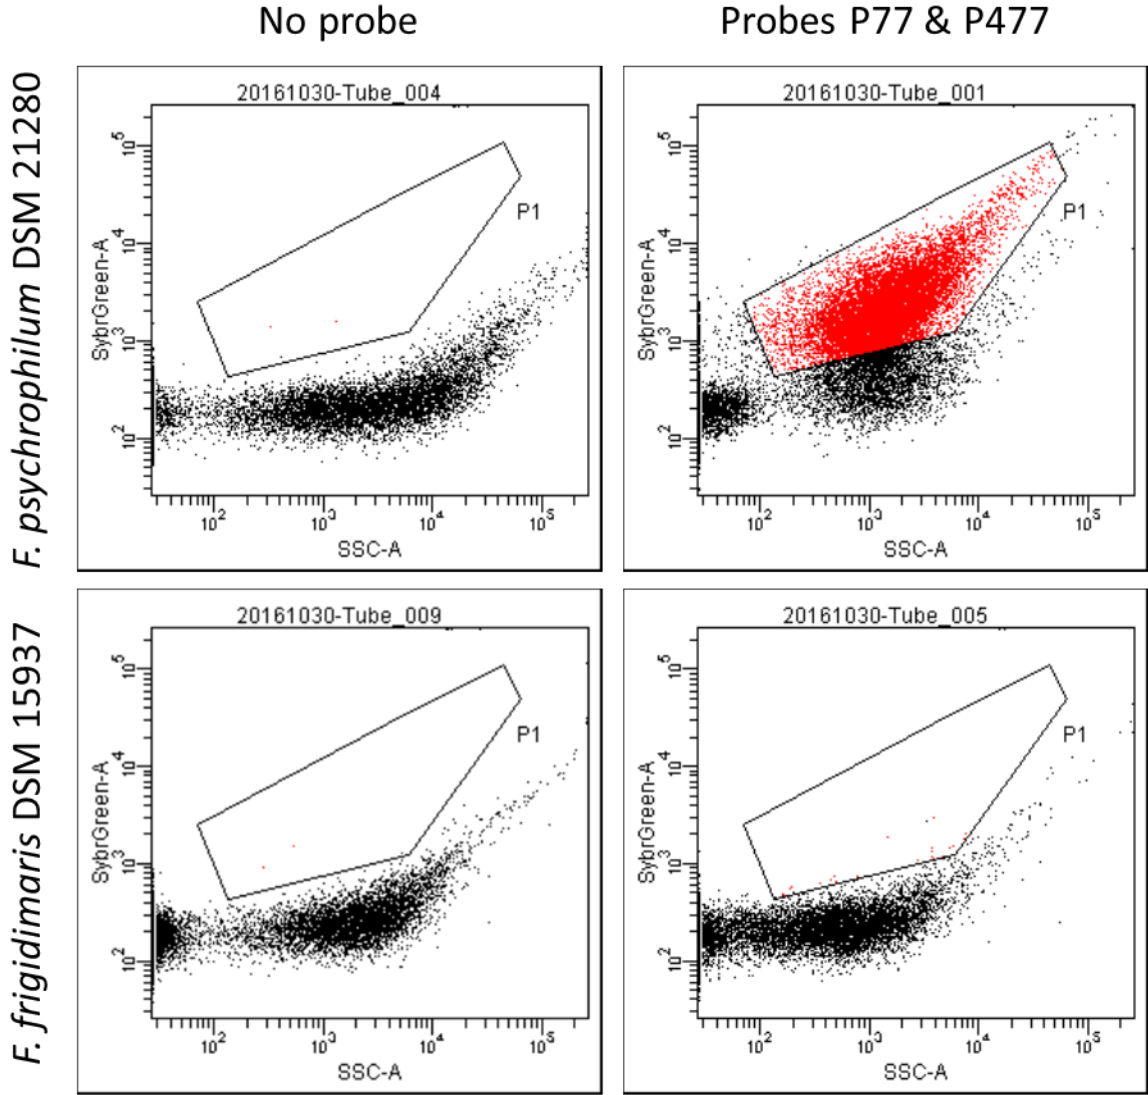 No probe
Probes P77 & P477
F. psychrophilum DSM 21280
20161030-Tube_004
SybrGreen-A
10^5
10^4
10^3
10^2
P1
10^2 10^3 10^4 10^5
SSC-A
20161030-Tube_001
SybrGreen-A
10^5
10^4
10^3
10^2
P1
10^2 10^3 10^4 10^5
SSC-A
F. frigidimaris DSM 15937
20161030-Tube_009
SybrGreen-A
10^5
10^4
10^3
10^2
P1
10^2 10^3 10^4 10^5
SSC-A
20161030-Tube_005
SybrGreen-A
10^5
10^4
10^3
10^2
P1
10^2 10^3 10^4 10^5
SSC-A